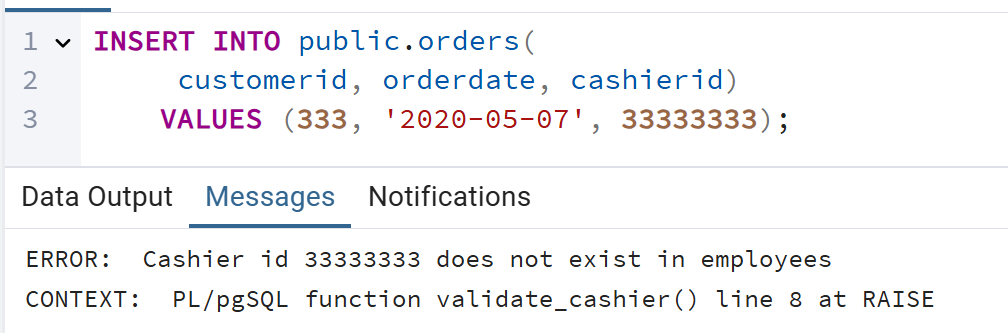 1 INSERT INTO public.orders(
2 customerid, orderdate, cashierid)
3 VALUES (333, '2020-05-07', 33333333);
Data Output Messages Notifications
ERROR:  Cashier id 33333333 does not exist in employees
CONTEXT:  PL/pgSQL function validate_cashier() line 8 at RAISE